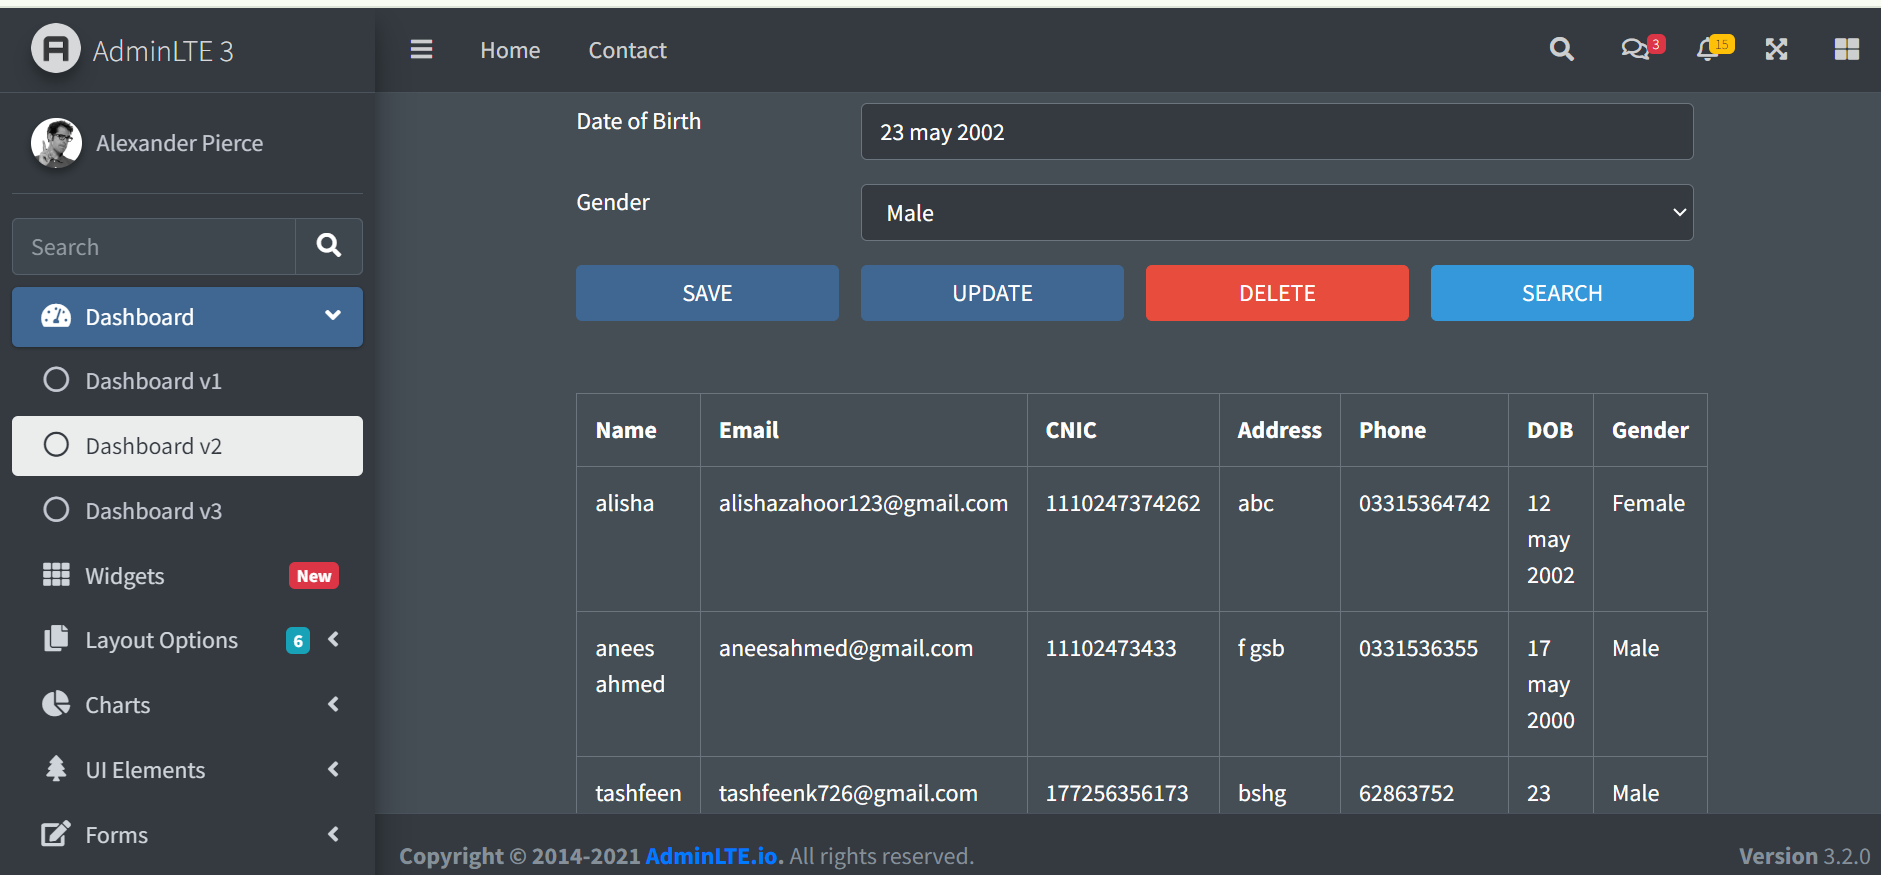 AdminLTE 3
Home Contact 3 15
Alexander Pierce
Search
Dashboard
Dashboard v1
Dashboard v2
Dashboard v3
Widgets New
Layout Options 6
Charts
UI Elements
Forms
Date of Birth 23 may 2002
Gender Male
SAVE UPDATE DELETE SEARCH
Name Email CNIC Address Phone DOB Gender
alisha alishazahoor123@gmail.com 1110247374262 abc 03315364742 12 may 2002 Female
anees ahmed aneesahmed@gmail.com 11102473433 f gsb 0331536355 17 may 2000 Male
tashfeen tashfeenk726@gmail.com 177256356173 bshg 62863752 23 Male
Copyright © 2014-2021 AdminLTE.io. All rights reserved. Version 3.2.0